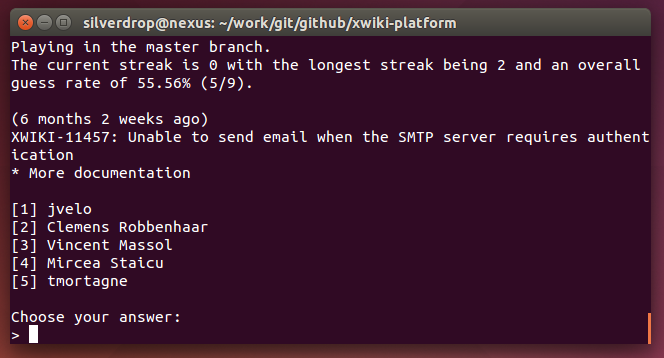 silverdrop@nexus: ~/work/git/github/xwiki-platform
Playing in the master branch.
The current streak is 0 with the longest streak being 2 and an overall
guess rate of 55.56% (5/9).
(6 months 2 weeks ago)
XWIKI-11457: Unable to send email when the SMTP server requires authent
ication
* More documentation
[1] jvelo
[2] Clemens Robbenhaar
[3] Vincent Massol
[4] Mircea Staicu
[5] tmortagne
Choose your answer:
>